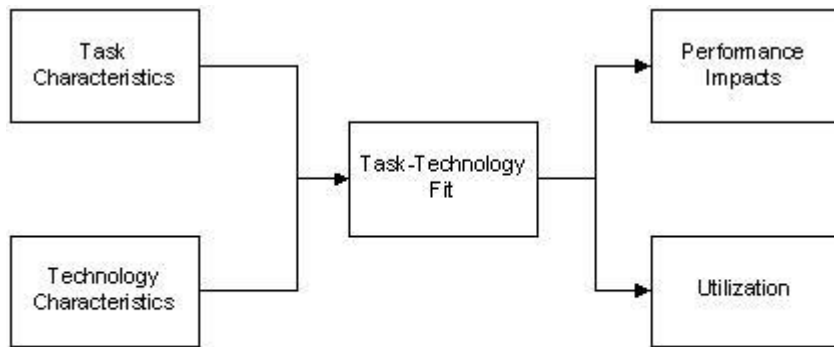 Task
Characteristics
Performance
Impacts
Task-Technology
Fit
Technology
Characteristics
Utilization